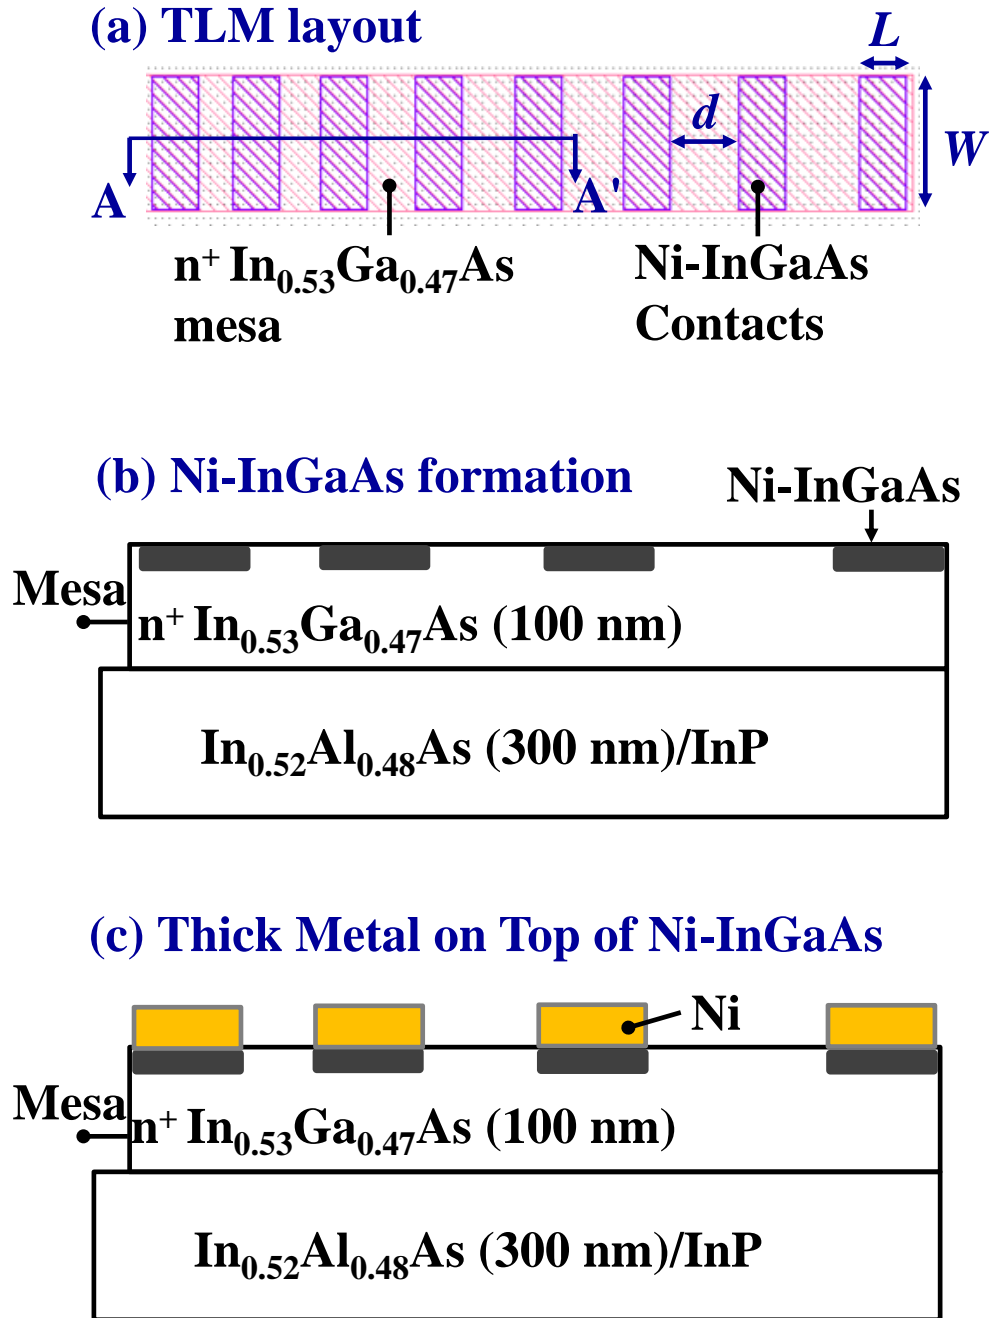 (a) TLM layout
L
d
W
A
A'
n⁺ In₀.₅₃Ga₀.₄₇As
mesa
Ni-InGaAs
Contacts
(b) Ni-InGaAs formation
Ni-InGaAs
Mesa
n⁺ In₀.₅₃Ga₀.₄₇As (100 nm)
In₀.₅₂Al₀.₄₈As (300 nm)/InP
(c) Thick Metal on Top of Ni-InGaAs
Ni
Mesa
n⁺ In₀.₅₃Ga₀.₄₇As (100 nm)
In₀.₅₂Al₀.₄₈As (300 nm)/InP